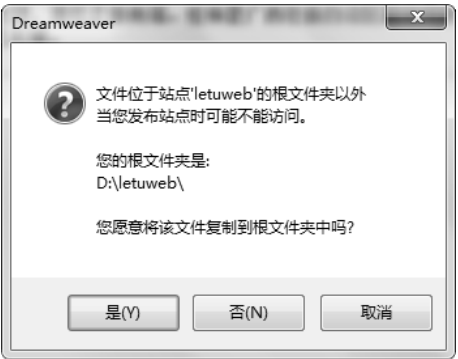 Dreamweaver
文件位于站点'letuweb'的根文件夹以外
当您发布站点时可能不能访问。
您的根文件夹是:
D:\letuweb\
您愿意将该文件复制到根文件夹中吗?
是(Y)
否(N)
取消